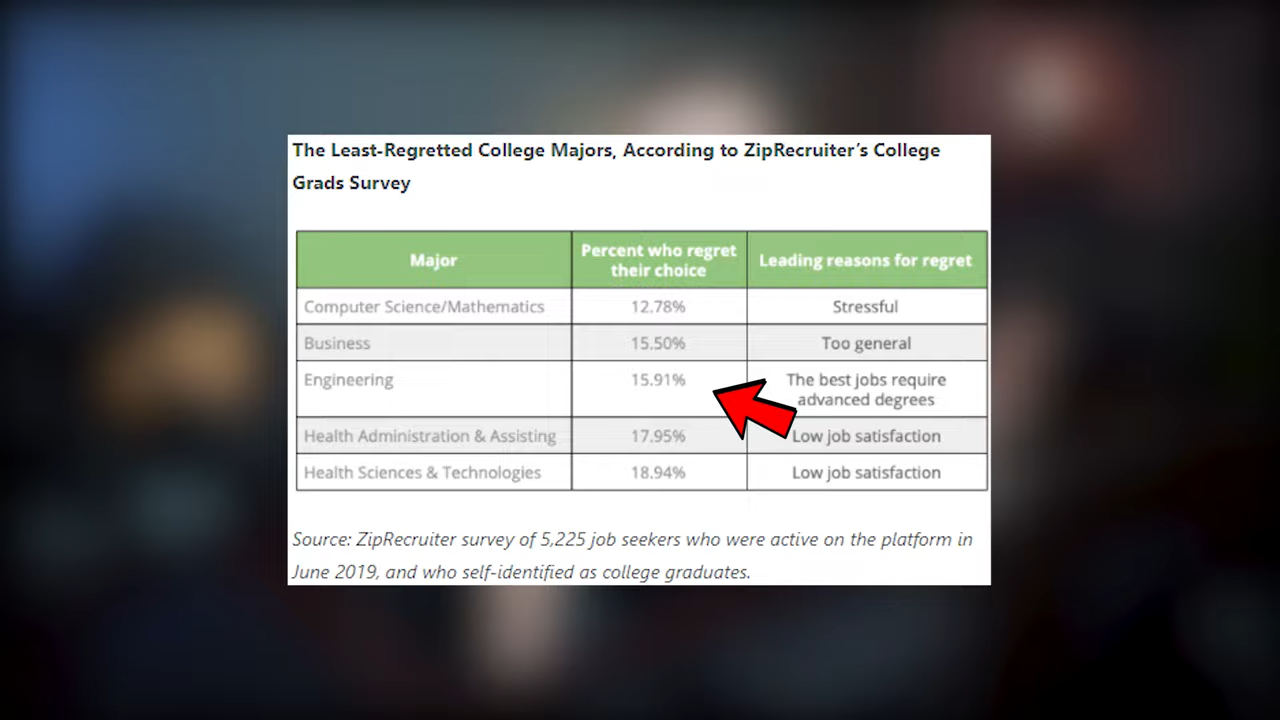 The Least-Regretted College Majors, According to ZipRecruiter’s College
Grads Survey
Major
Percent who regret
their choice
Leading reasons for regret
Computer Science/Mathematics 12.78% Stressful
Business 15.50% Too general
Engineering 15.91% The best jobs require
advanced degrees
Health Administration & Assisting 17.95% Low job satisfaction
Health Sciences & Technologies 18.94% Low job satisfaction
Source: ZipRecruiter survey of 5,225 job seekers who were active on the platform in
June 2019, and who self-identified as college graduates.